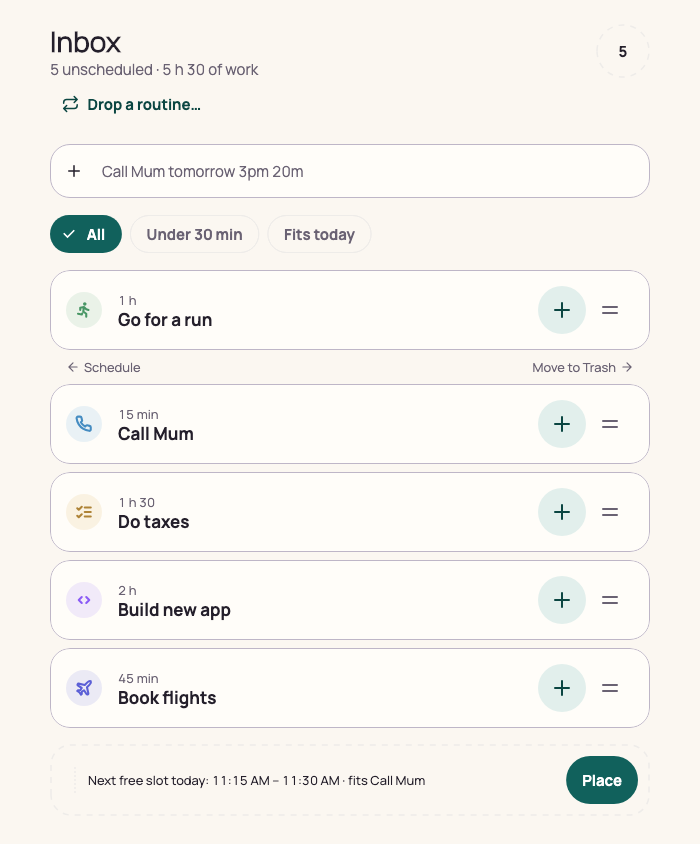 Inbox
5 unscheduled · 5 h 30 of work
5
Drop a routine...
Call Mum tomorrow 3pm 20m
All
Under 30 min
Fits today
1 h
Go for a run
Schedule
Move to Trash
15 min
Call Mum
1 h 30
Do taxes
2 h
Build new app
45 min
Book flights
Next free slot today: 11:15 AM – 11:30 AM · fits Call Mum
Place